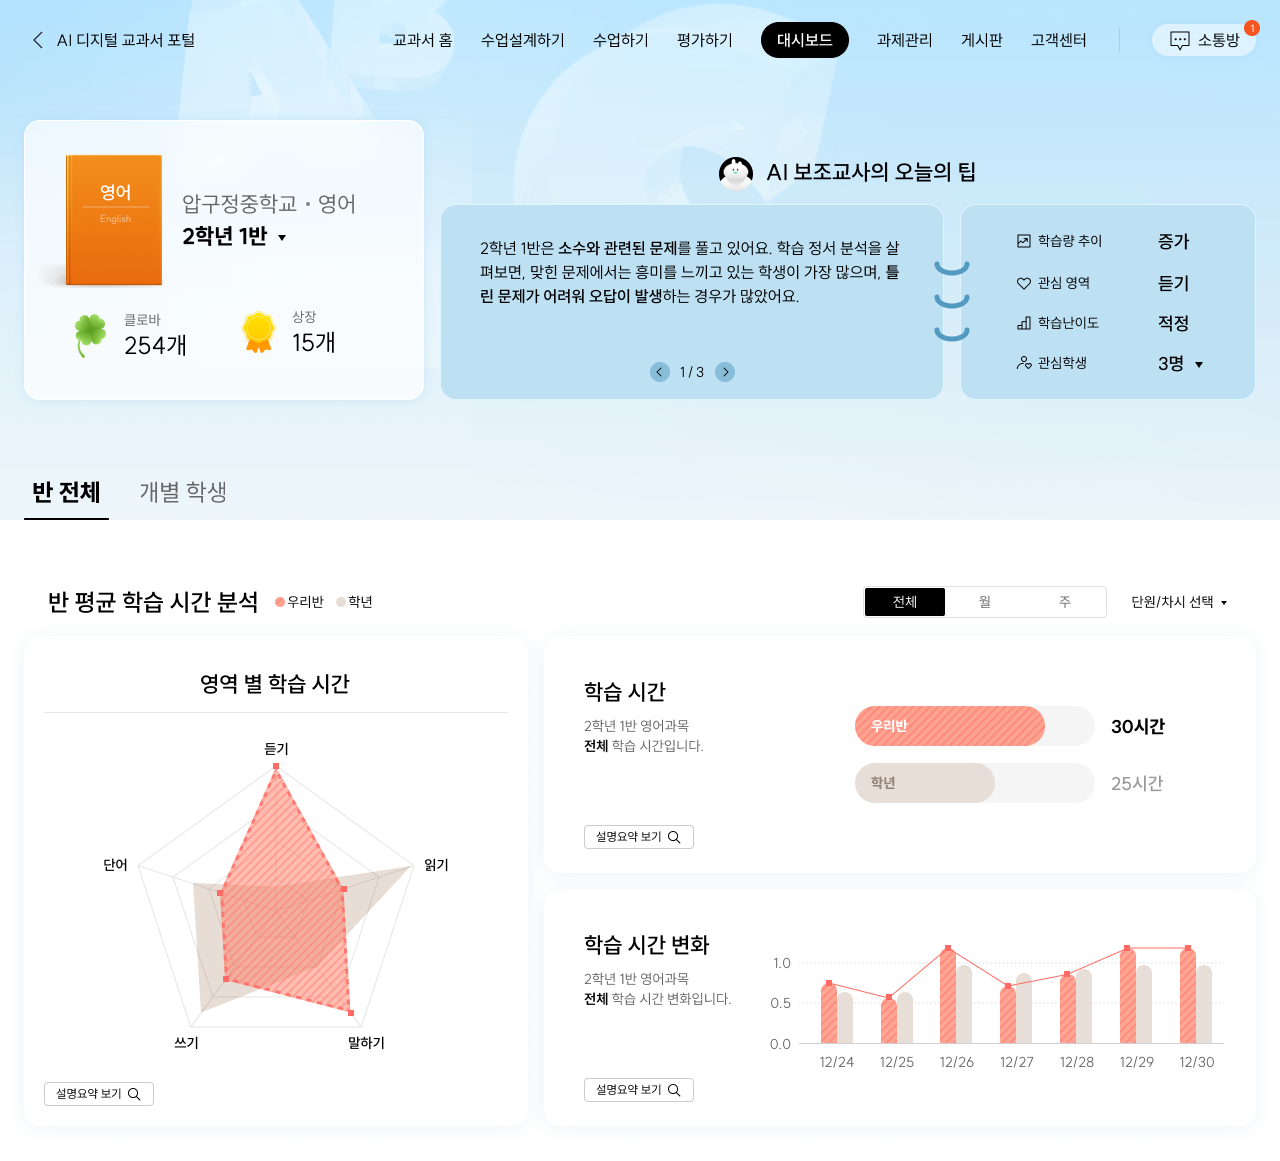 AI 디지털 교과서 포털
교과서 홈
수업설계하기
수업하기
평가하기
대시보드
과제관리
게시판
고객센터
소통방
1
영어
English
압구정중학교 • 영어
2학년 1반
클로바
254개
상장
15개
AI 보조교사의 오늘의 팁
2학년 1반은 소수와 관련된 문제를 풀고 있어요. 학습 정서 분석을 살
펴보면, 맞힌 문제에서는 흥미를 느끼고 있는 학생이 가장 많으며, 틀
린 문제가 어려워 오답이 발생하는 경우가 많았어요.
1 / 3
학습량 추이 증가
관심 영역 듣기
학습난이도 적정
관심학생 3명
반 전체
개별 학생
반 평균 학습 시간 분석
우리반
학년
전체
월
주
단원/차시 선택
영역 별 학습 시간
듣기
단어
읽기
쓰기
말하기
설명요약 보기
학습 시간
2학년 1반 영어과목
전체 학습 시간입니다.
우리반 30시간
학년 25시간
설명요약 보기
학습 시간 변화
2학년 1반 영어과목
전체 학습 시간 변화입니다.
1.0
0.5
0.0
12/24 12/25 12/26 12/27 12/28 12/29 12/30
설명요약 보기